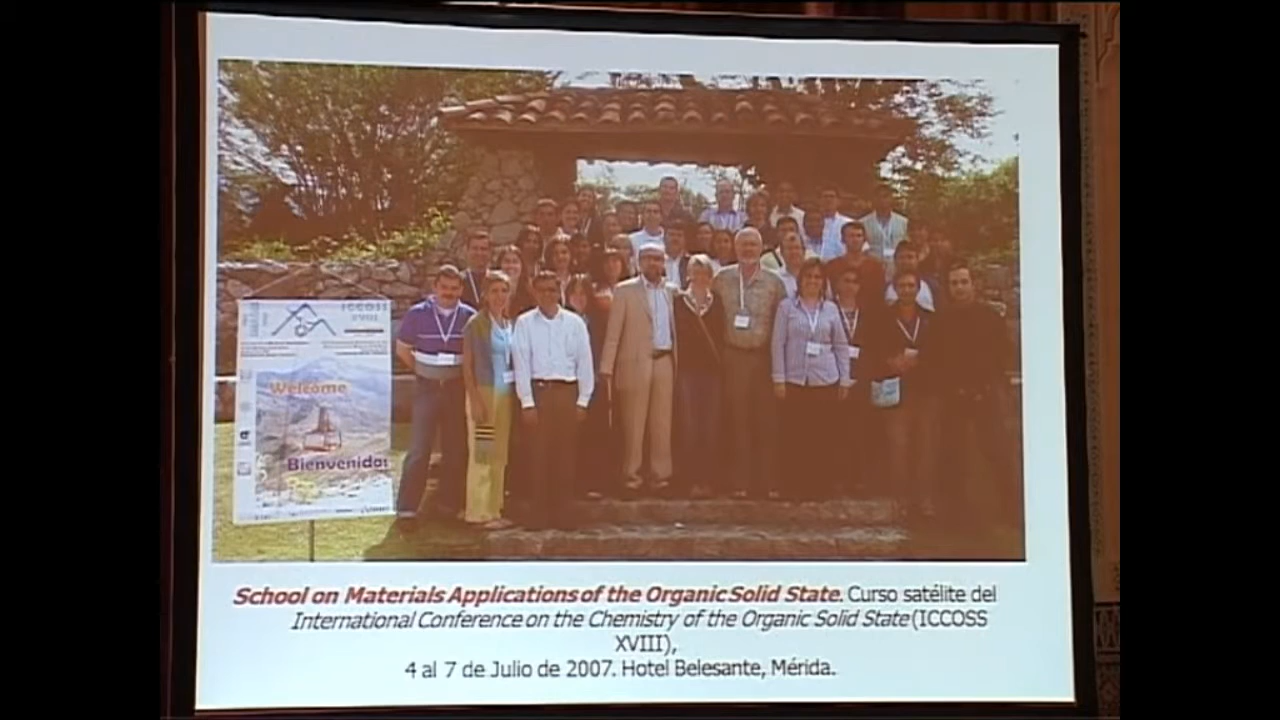 ICCOSS
XVIII
Welcome
Bienvenidos
School on Materials Applications of the Organic Solid State. Curso satélite del
International Conference on the Chemistry of the Organic Solid State (ICCOSS
XVIII),
4 al 7 de Julio de 2007. Hotel Belesante, Mérida.